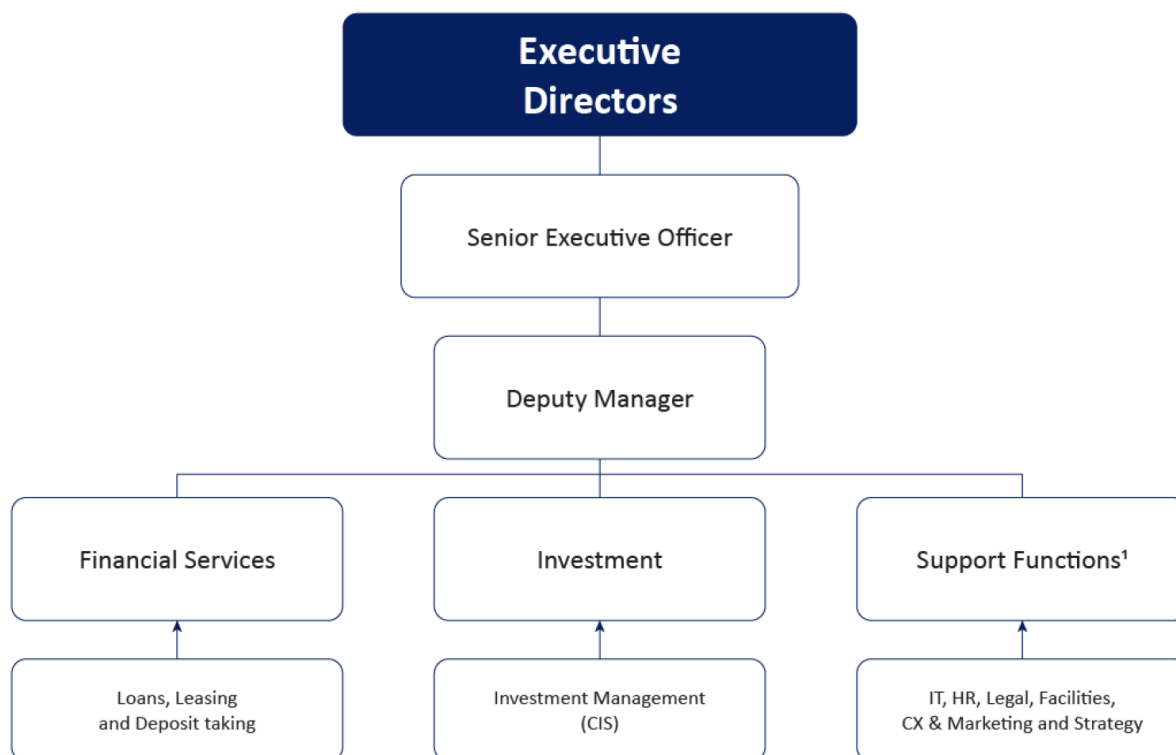 Executive
Directors
Senior Executive Officer
Deputy Manager
Financial Services
Investment
Support Functions¹
Loans, Leasing
and Deposit taking
Investment Management
(CIS)
IT, HR, Legal, Facilities,
CX & Marketing and Strategy